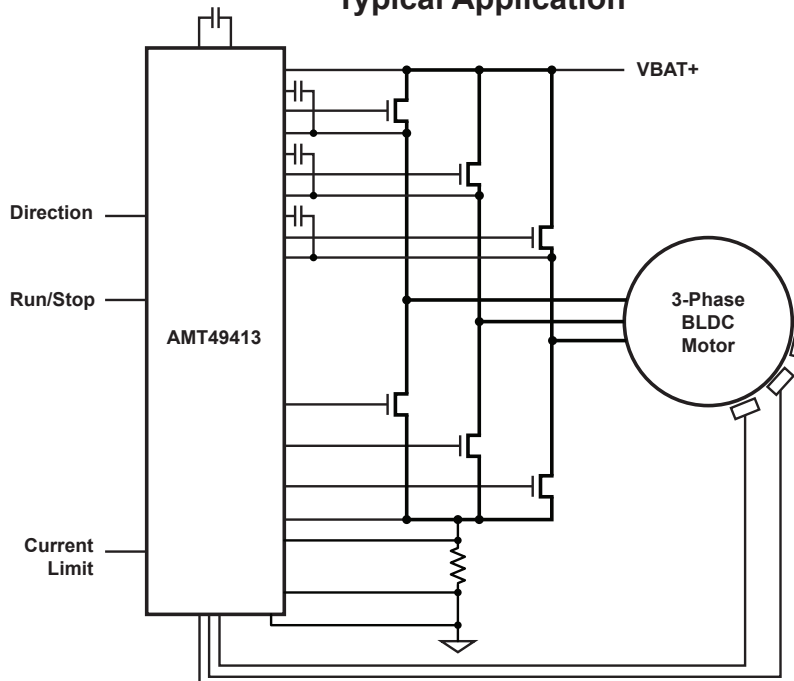 Typical Application
VBAT+
Direction
Run/Stop
AMT49413
3-Phase
BLDC
Motor
Current
Limit